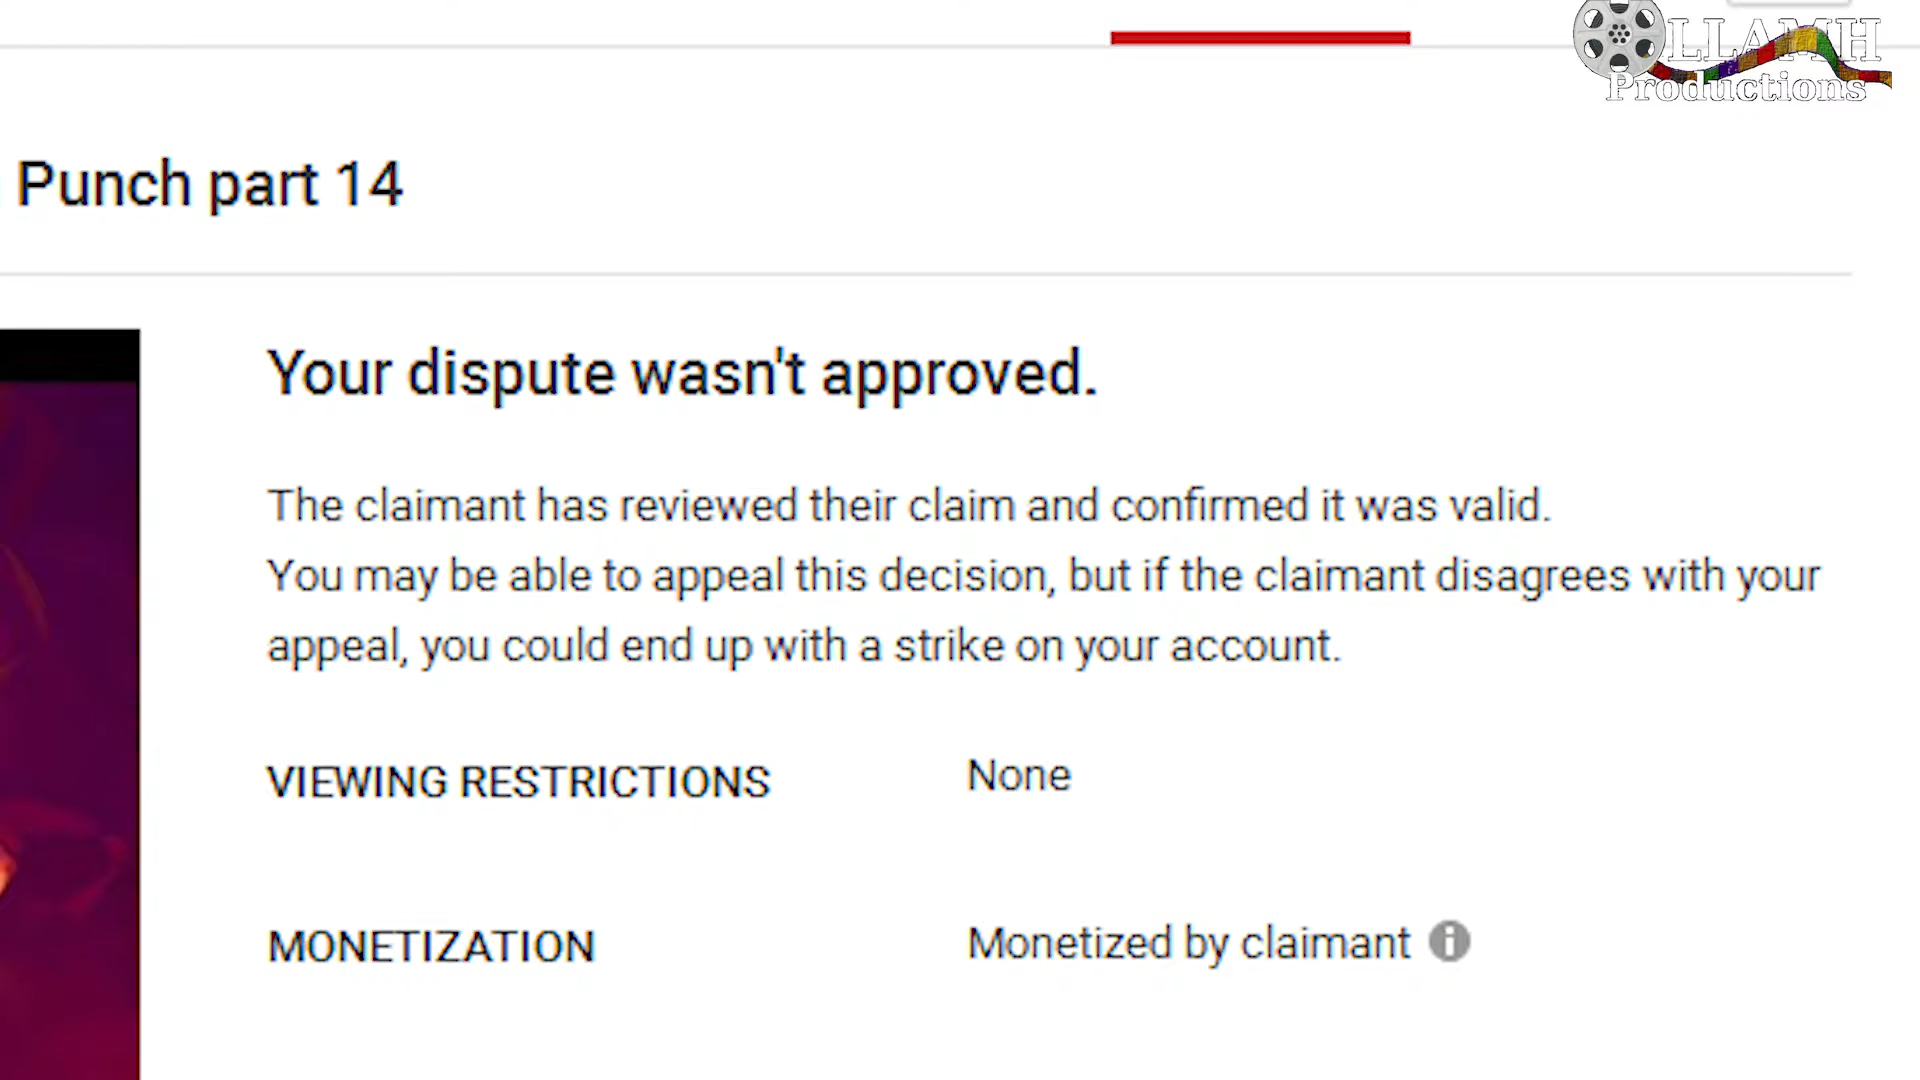 LLAMH
Productions
Punch part 14
Your dispute wasn't approved.
The claimant has reviewed their claim and confirmed it was valid.
You may be able to appeal this decision, but if the claimant disagrees with your
appeal, you could end up with a strike on your account.
VIEWING RESTRICTIONS None
MONETIZATION Monetized by claimant